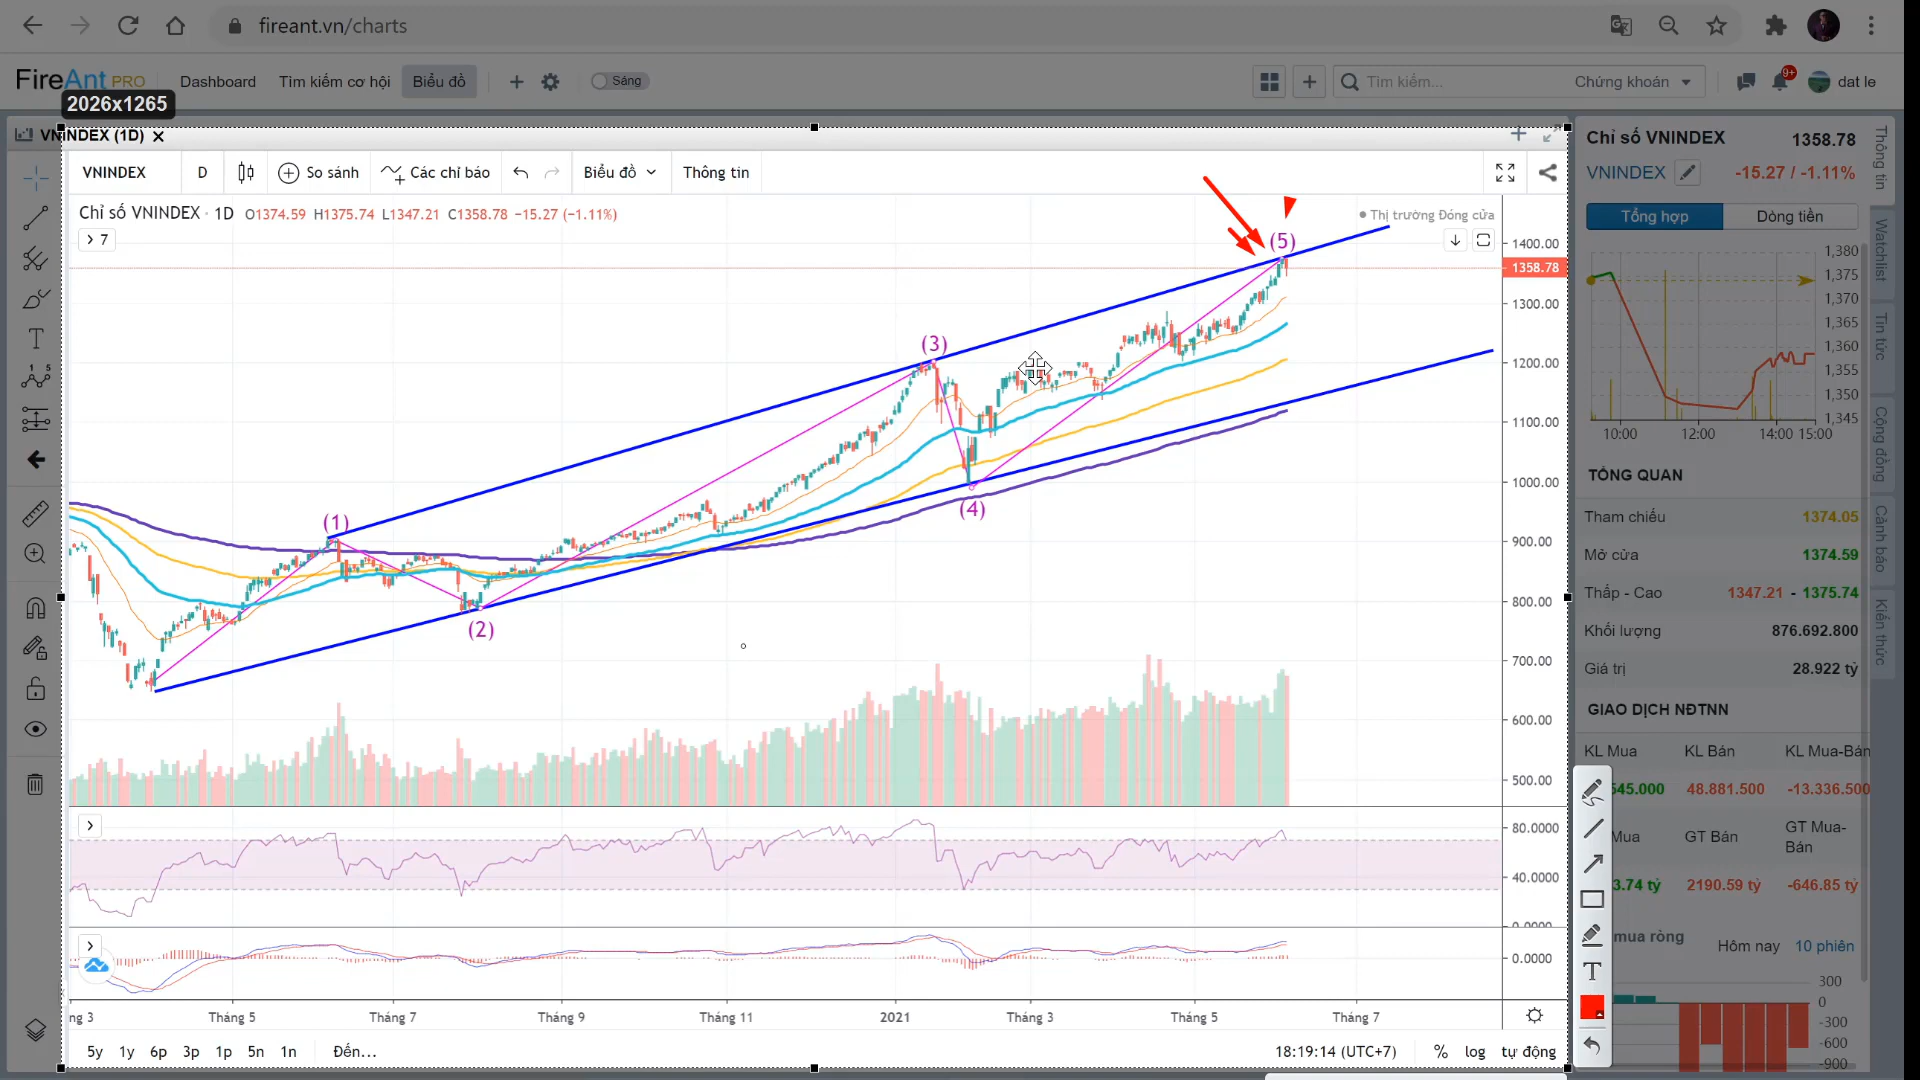 fireant.vn/charts
FireAnt PRO
Dashboard
Tìm kiếm cơ hội
Biểu đồ
Sáng
Tìm kiếm...
Chứng khoán
9+
dat le
2026x1265
VNINDEX (1D)
VNINDEX
D
So sánh
Các chỉ báo
Biểu đồ
Thông tin
Chỉ số VNINDEX · 1D O1374.59 H1375.74 L1347.21 C1358.78 −15.27 (−1.11%)
Thị trường Đóng cửa
7
(1)
(2)
(3)
(4)
(5)
1400.00
1358.78
1300.00
1200.00
1100.00
1000.00
900.00
800.00
700.00
600.00
500.00
80.0000
40.0000
0.0000
0.0000
ng 3
Tháng 5
Tháng 7
Tháng 9
Tháng 11
2021
Tháng 3
Tháng 5
Tháng 7
5y 1y 6p 3p 1p 5n 1n
Đến...
18:19:14 (UTC+7)
% log tự động
Chỉ số VNINDEX 1358.78
VNINDEX -15.27 / -1.11%
Tổng hợp
Dòng tiền
1,380
1,375
1,370
1,365
1,360
1,355
1,350
1,345
10:00 12:00 14:00 15:00
TỔNG QUAN
Tham chiếu 1374.05
Mở cửa 1374.59
Thấp - Cao 1347.21 - 1375.74
Khối lượng 876.692.800
Giá trị 28.922 tỷ
GIAO DỊCH NĐTNN
KL Mua KL Bán KL Mua-Bán
545.000 48.881.500 -13.336.500
Mua GT Bán GT Mua-
Bán
3.74 tỷ 2190.59 tỷ -646.85 tỷ
mua ròng
Hôm nay 10 phiên
300
0
-300
-600
-900
Thông tin
Watchlist
Tin tức
Cộng đồng
Cảnh báo
Kiến thức